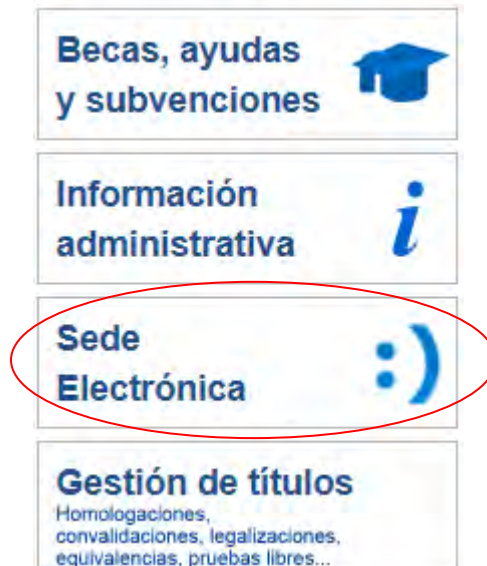 Becas, ayudas
y subvenciones
Información
administrativa
i
Sede
Electrónica
:)
Gestión de títulos
Homologaciones,
convalidaciones, legalizaciones,
equivalencias, pruebas libres...